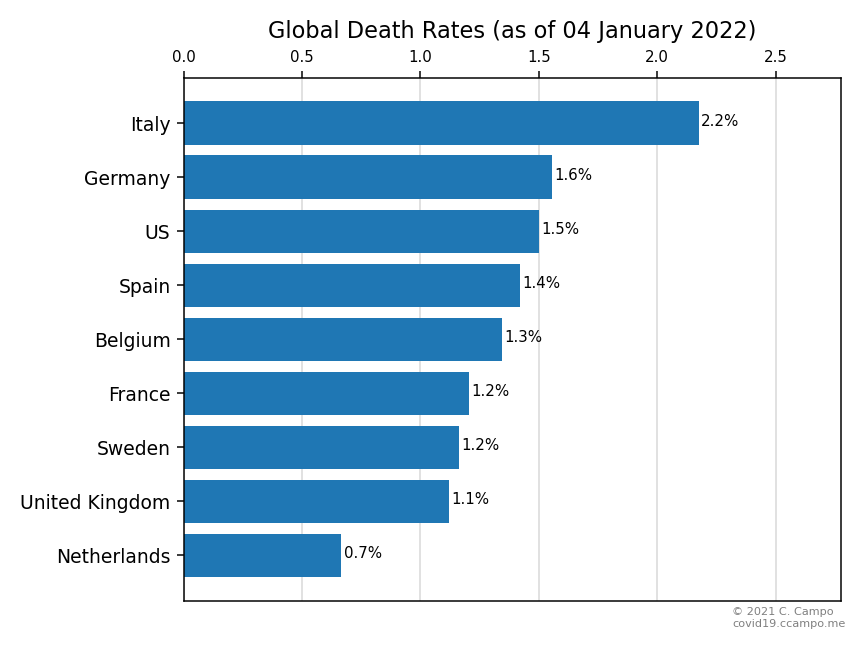 Global Death Rates (as of 04 January 2022)
0.0 0.5 1.0 1.5 2.0 2.5
Italy 2.2%
Germany 1.6%
US 1.5%
Spain 1.4%
Belgium 1.3%
France 1.2%
Sweden 1.2%
United Kingdom 1.1%
Netherlands 0.7%
© 2021 C. Campo
covid19.ccampo.me